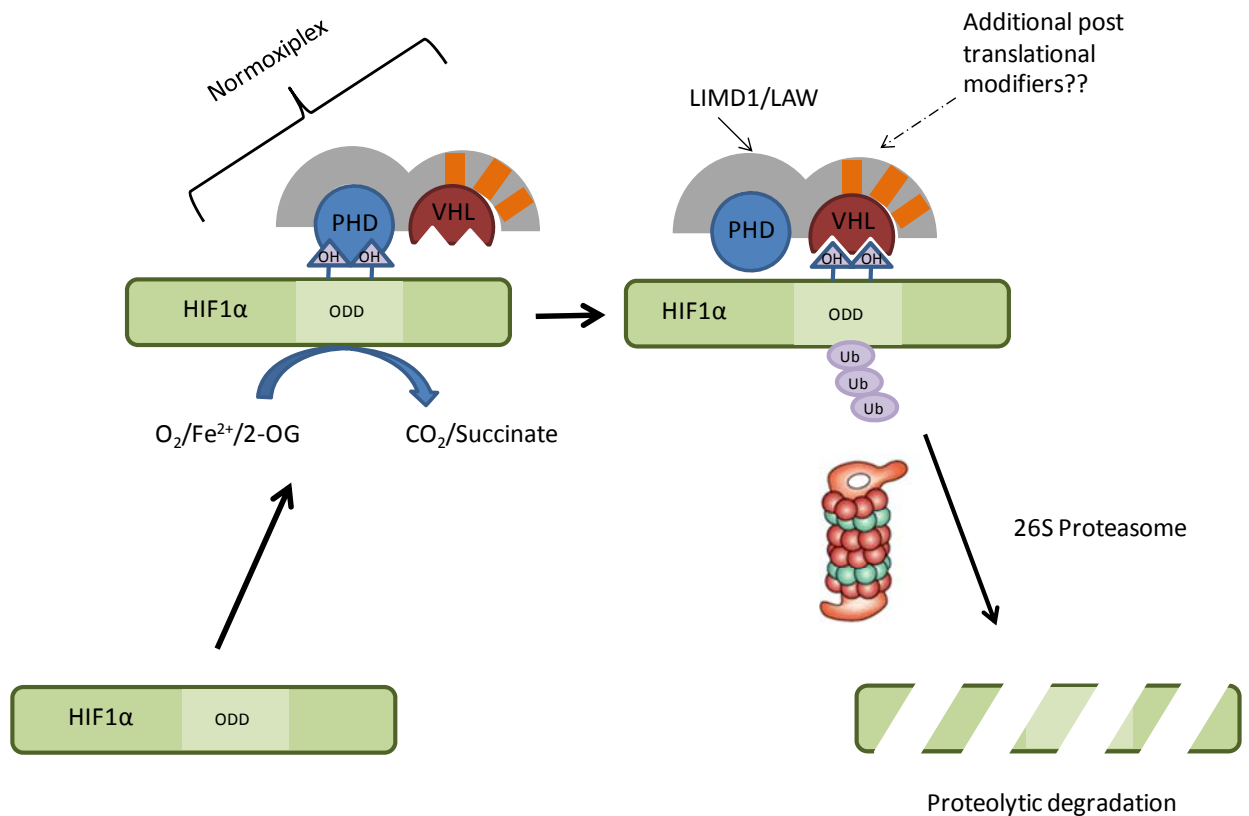 Normoxiplex
Additional post
translational
modifiers??
LIMD1/LAW
PHD
VHL
OH OH
HIF1α
ODD
O₂/Fe²⁺/2-OG
CO₂/Succinate
PHD
VHL
OH OH
HIF1α
ODD
Ub
Ub
Ub
26S Proteasome
HIF1α
ODD
Proteolytic degradation